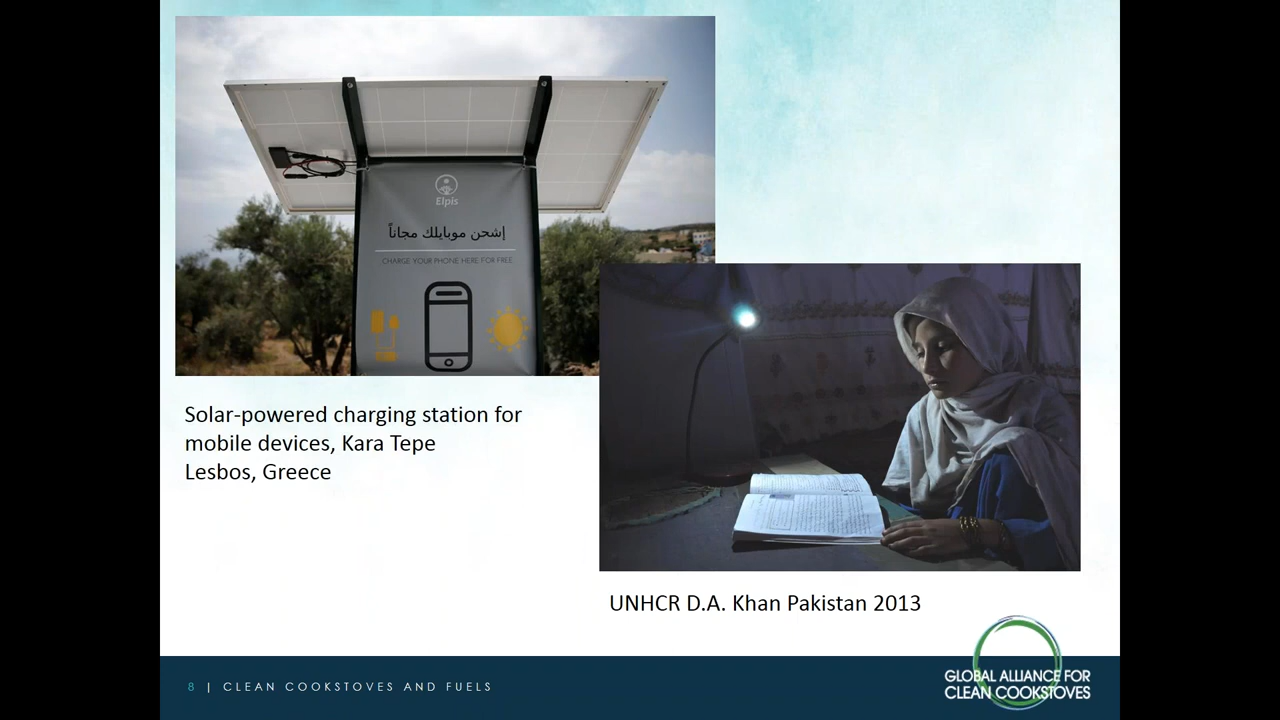 Elpis
إشحن موبايلك مجاناً
CHARGE YOUR PHONE HERE FOR FREE
Solar-powered charging station for
mobile devices, Kara Tepe
Lesbos, Greece
UNHCR D.A. Khan Pakistan 2013
8 | CLEAN COOKSTOVES AND FUELS
GLOBAL ALLIANCE FOR
CLEAN COOKSTOVES